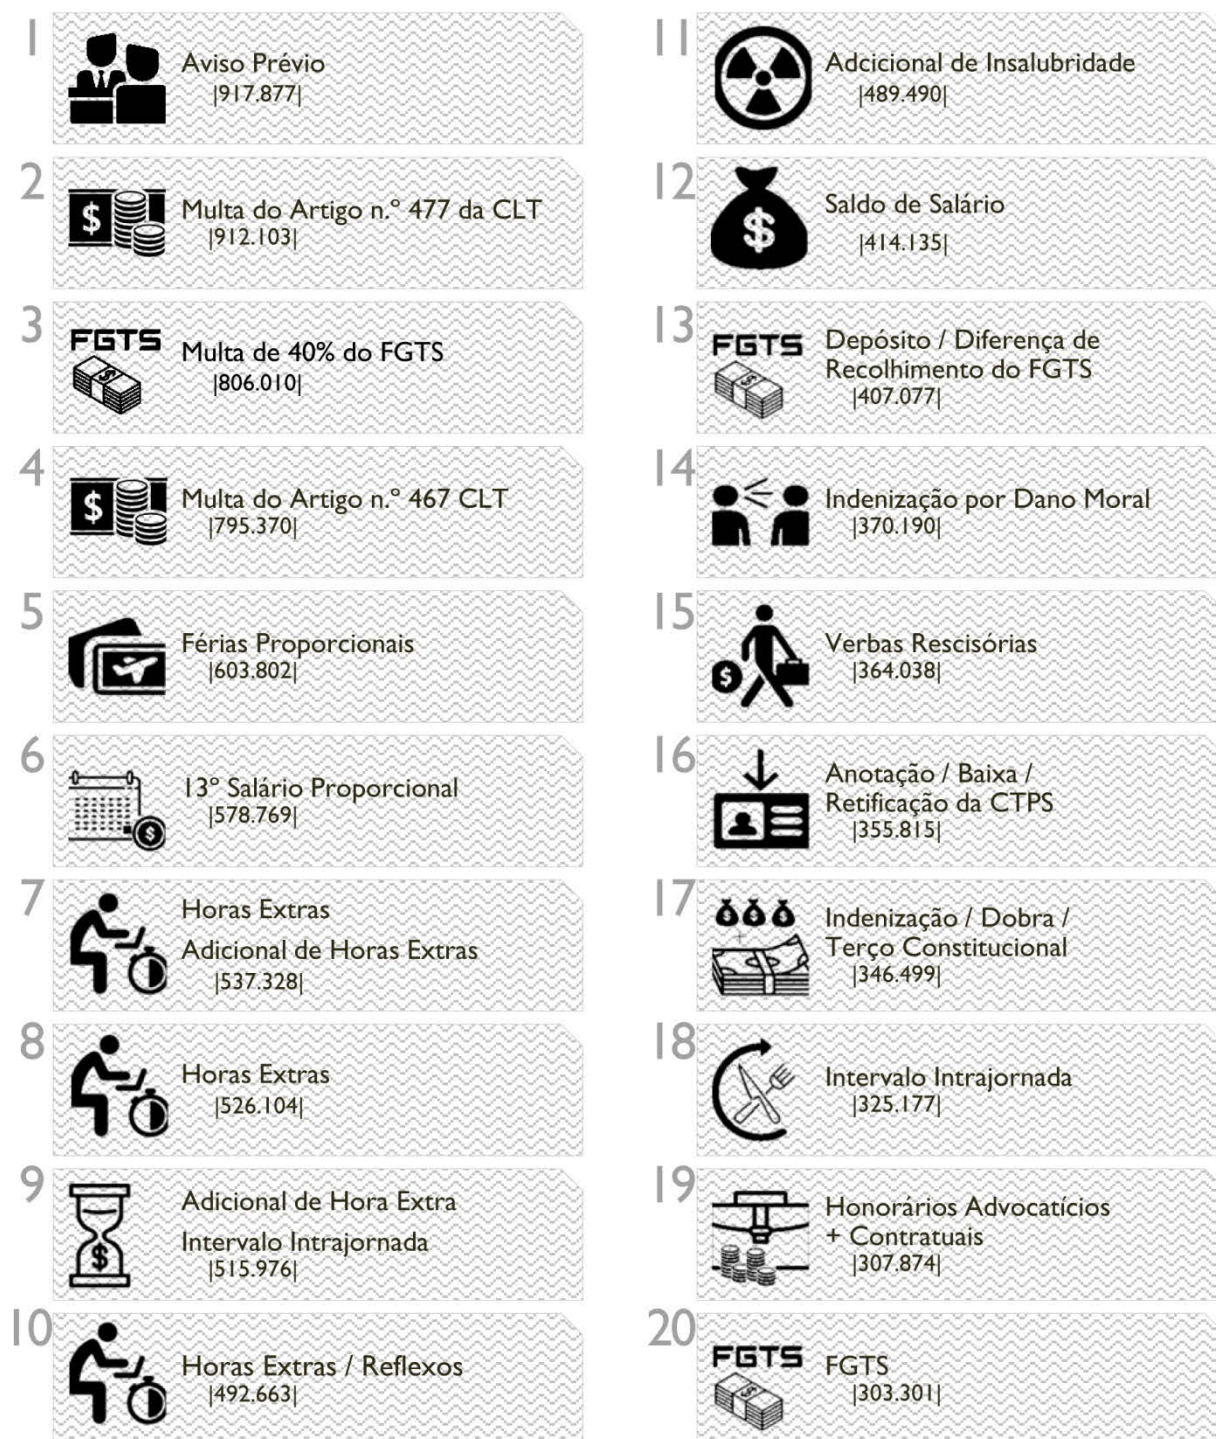 1
Aviso Prévio
|917.877|
2
Multa do Artigo n.º 477 da CLT
|912.103|
3
FGTS
Multa de 40% do FGTS
|806.010|
4
Multa do Artigo n.º 467 CLT
|795.370|
5
Férias Proporcionais
|603.802|
6
13º Salário Proporcional
|578.769|
7
Horas Extras
Adicional de Horas Extras
|537.328|
8
Horas Extras
|526.104|
9
Adicional de Hora Extra
Intervalo Intrajornada
|515.976|
10
Horas Extras / Reflexos
|492.663|
11
Adcicional de Insalubridade
|489.490|
12
Saldo de Salário
|414.135|
13
FGTS
Depósito / Diferença de
Recolhimento do FGTS
|407.077|
14
Indenização por Dano Moral
|370.190|
15
Verbas Rescisórias
|364.038|
16
Anotação / Baixa /
Retificação da CTPS
|355.815|
17
Indenização / Dobra /
Terço Constitucional
|346.499|
18
Intervalo Intrajornada
|325.177|
19
Honorários Advocatícios
+ Contratuais
|307.874|
20
FGTS
FGTS
|303.301|